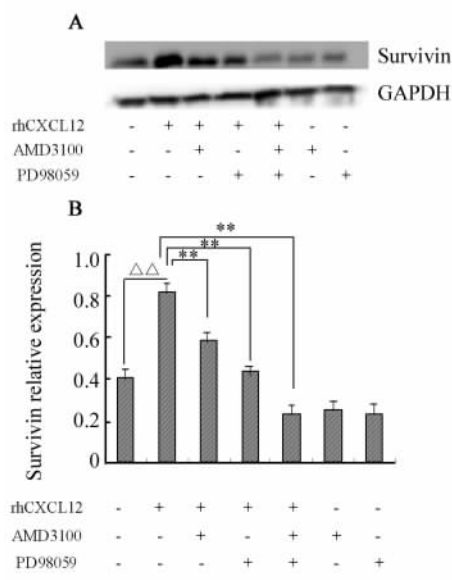 A
Survivin
GAPDH
rhCXCL12 - + + + + - -
AMD3100 - - + - + + -
PD98059 - - - + + - +
B
**
**
**
△△
Survivin relative expression
1.0
0.8
0.6
0.4
0.2
0
rhCXCL12 - + + + + - -
AMD3100 - - + - + + -
PD98059 - - - + + - +